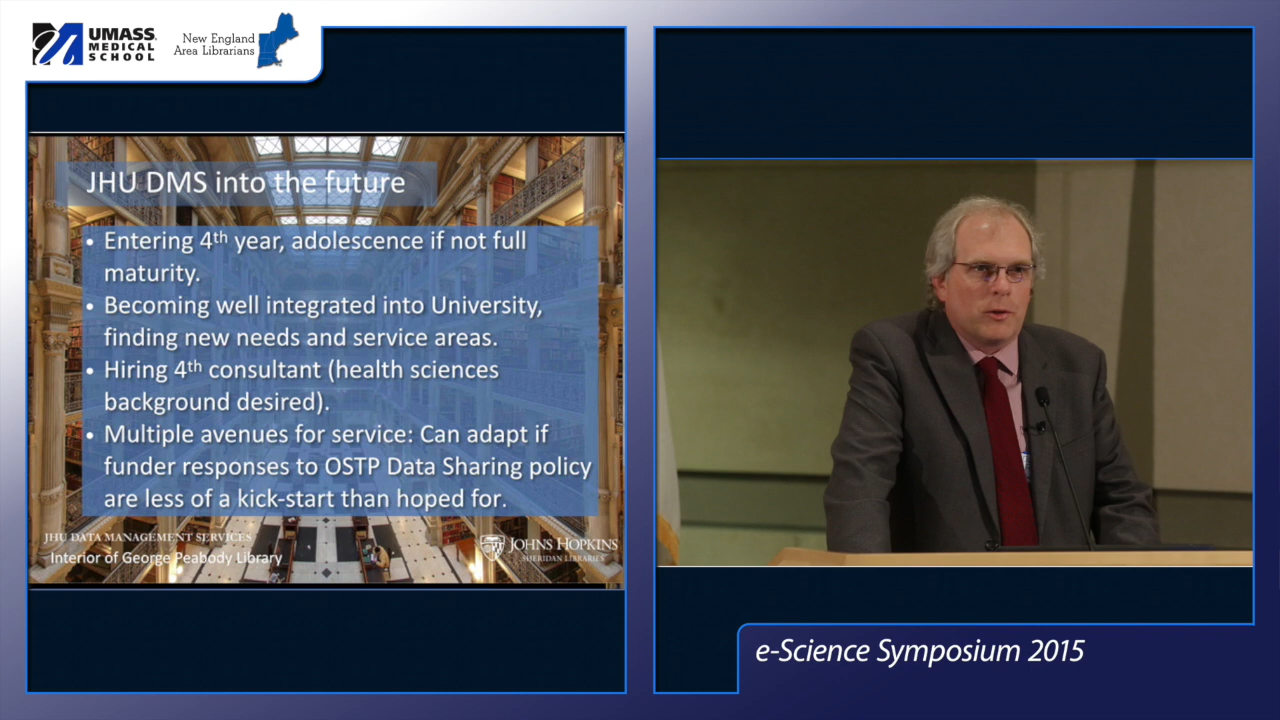 UMASS
MEDICAL
SCHOOL
New England
Area Librarians
JHU DMS into the future
• Entering 4th year, adolescence if not full
maturity.
• Becoming well integrated into University,
finding new needs and service areas.
• Hiring 4th consultant (health sciences
background desired).
• Multiple avenues for service: Can adapt if
funder responses to OSTP Data Sharing policy
are less of a kick-start than hoped for.
JHU DATA MANAGEMENT SERVICES
Interior of George Peabody Library
JOHNS HOPKINS
SHERIDAN LIBRARIES
e-Science Symposium 2015